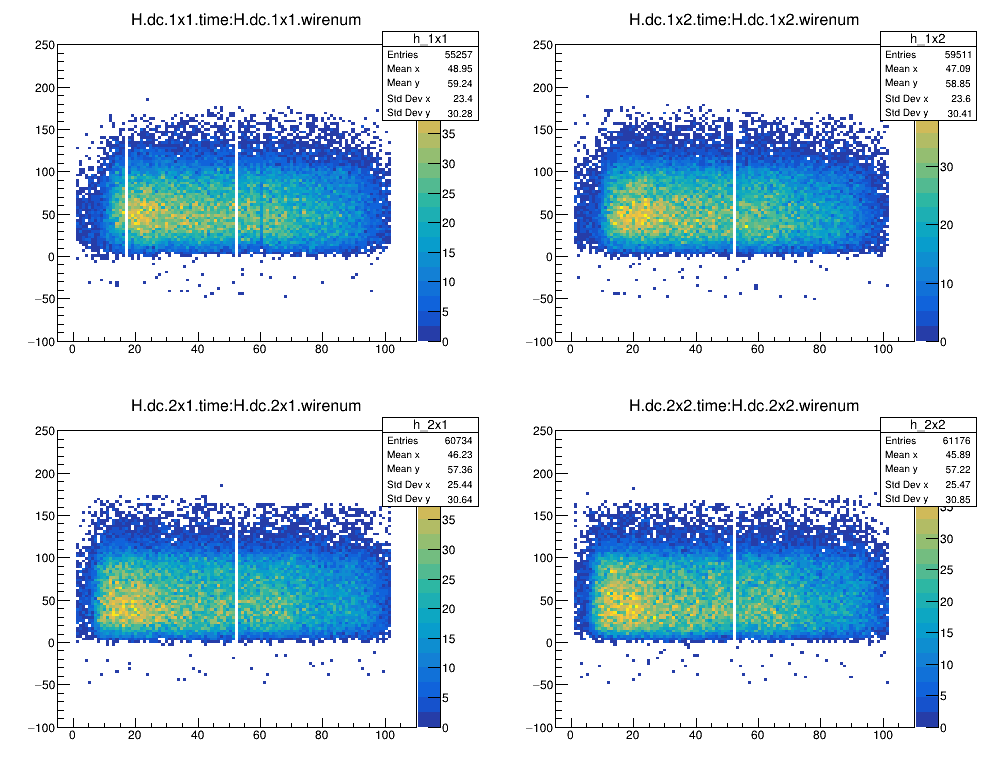 H.dc.1x1.time:H.dc.1x1.wirenum
h_1x1
Entries 55257
Mean x 48.95
Mean y 59.24
Std Dev x 23.4
Std Dev y 30.28
250
200
150
100
50
0
−50
−100
0 20 40 60 80 100
35
30
25
20
15
10
5
0
H.dc.1x2.time:H.dc.1x2.wirenum
h_1x2
Entries 59511
Mean x 47.09
Mean y 58.85
Std Dev x 23.6
Std Dev y 30.41
250
200
150
100
50
0
−50
−100
0 20 40 60 80 100
30
20
10
0
H.dc.2x1.time:H.dc.2x1.wirenum
h_2x1
Entries 60734
Mean x 46.23
Mean y 57.36
Std Dev x 25.44
Std Dev y 30.64
250
200
150
100
50
0
−50
−100
0 20 40 60 80 100
35
30
25
20
15
10
5
0
H.dc.2x2.time:H.dc.2x2.wirenum
h_2x2
Entries 61176
Mean x 45.89
Mean y 57.22
Std Dev x 25.47
Std Dev y 30.85
250
200
150
100
50
0
−50
−100
0 20 40 60 80 100
35
30
25
20
15
10
5
0